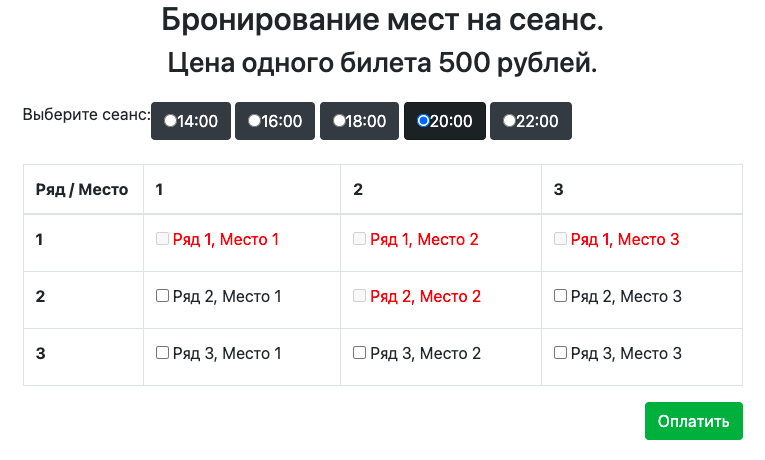 Бронирование мест на сеанс.
Цена одного билета 500 рублей.
Выберите сеанс: 14:00 16:00 18:00 20:00 22:00
Ряд / Место 1 2 3
1 Ряд 1, Место 1 Ряд 1, Место 2 Ряд 1, Место 3
2 Ряд 2, Место 1 Ряд 2, Место 2 Ряд 2, Место 3
3 Ряд 3, Место 1 Ряд 3, Место 2 Ряд 3, Место 3
Оплатить